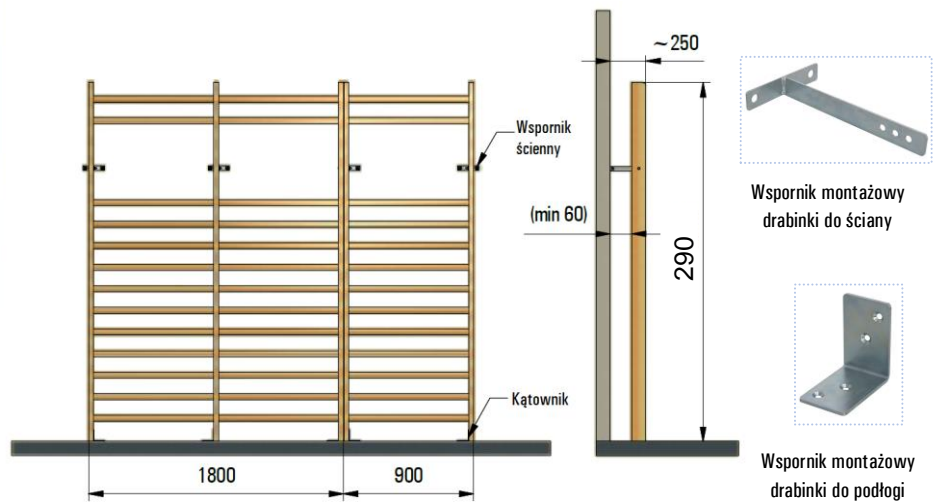 Wspornik
ścienny
Kątownik
1800
900
~250
(min 60)
290
Wspornik montażowy
drabinki do ściany
Wspornik montażowy
drabinki do podłogi